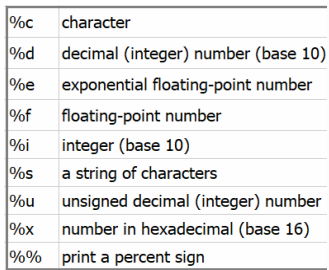 %c character
%d decimal (integer) number (base 10)
%e exponential floating-point number
%f floating-point number
%i integer (base 10)
%s a string of characters
%u unsigned decimal (integer) number
%x number in hexadecimal (base 16)
%% print a percent sign